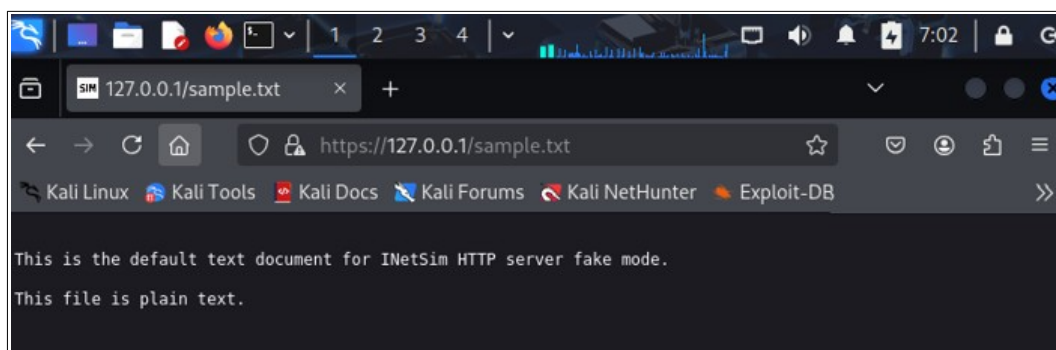 1 2 3 4 7:02
SIM 127.0.0.1/sample.txt
https://127.0.0.1/sample.txt
Kali Linux Kali Tools Kali Docs Kali Forums Kali NetHunter Exploit-DB
This is the default text document for INetSim HTTP server fake mode.
This file is plain text.